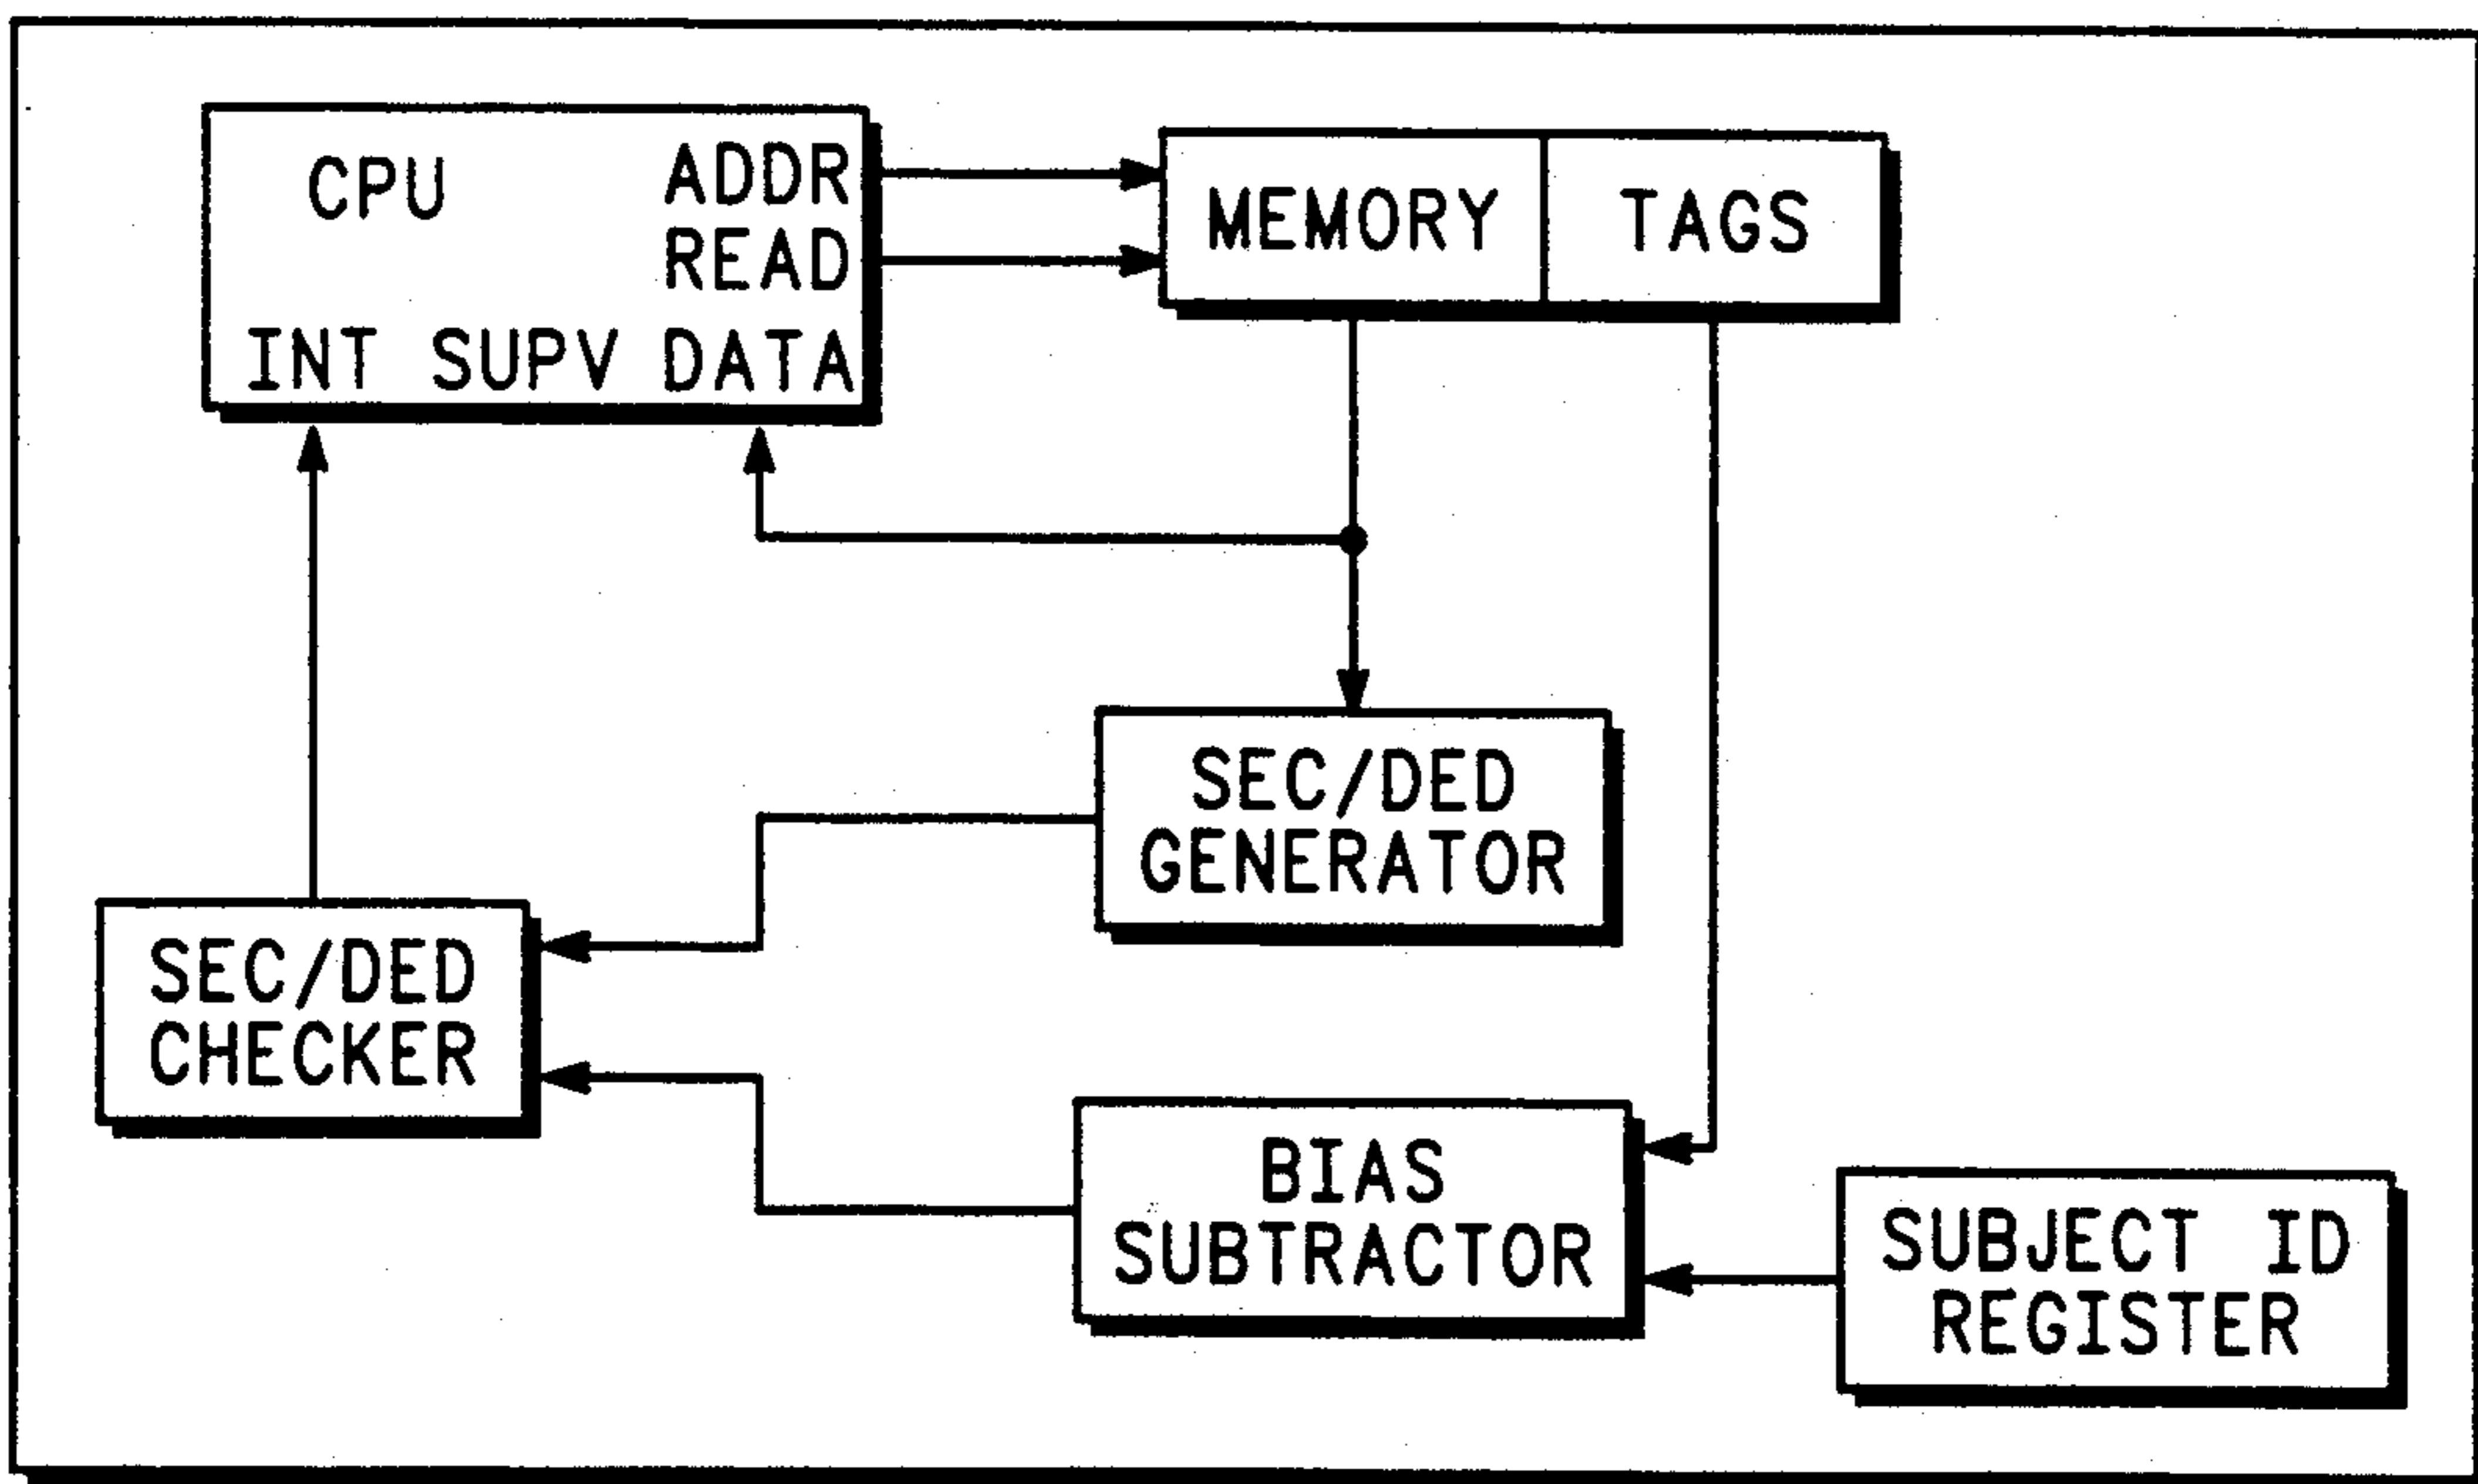 CPU ADDR
READ
INT SUPV DATA
MEMORY TAGS
SEC/DED
GENERATOR
SEC/DED
CHECKER
BIAS
SUBTRACTOR
SUBJECT ID
REGISTER